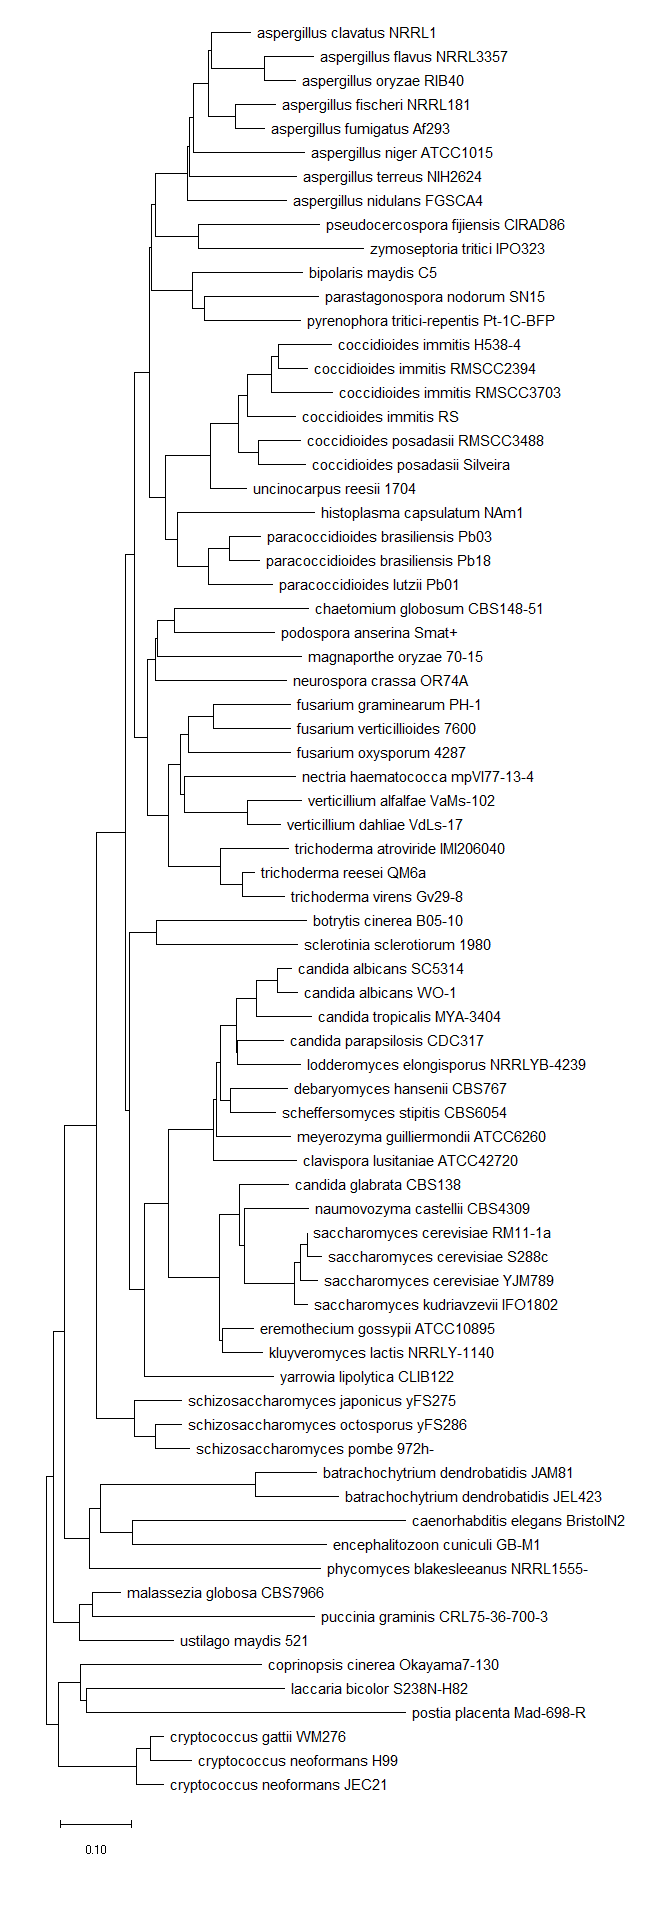 aspergillus clavatus NRRL1
aspergillus flavus NRRL3357
aspergillus oryzae RIB40
aspergillus fischeri NRRL181
aspergillus fumigatus Af293
aspergillus niger ATCC1015
aspergillus terreus NIH2624
aspergillus nidulans FGSCA4
pseudocercospora fijiensis CIRAD86
zymoseptoria tritici IPO323
bipolaris maydis C5
parastagonospora nodorum SN15
pyrenophora tritici-repentis Pt-1C-BFP
coccidioides immitis H538-4
coccidioides immitis RMSCC2394
coccidioides immitis RMSCC3703
coccidioides immitis RS
coccidioides posadasii RMSCC3488
coccidioides posadasii Silveira
uncinocarpus reesii 1704
histoplasma capsulatum NAm1
paracoccidioides brasiliensis Pb03
paracoccidioides brasiliensis Pb18
paracoccidioides lutzii Pb01
chaetomium globosum CBS148-51
podospora anserina Smat+
magnaporthe oryzae 70-15
neurospora crassa OR74A
fusarium graminearum PH-1
fusarium verticillioides 7600
fusarium oxysporum 4287
nectria haematococca mpVI77-13-4
verticillium alfalfae VaMs-102
verticillium dahliae VdLs-17
trichoderma atroviride IMI206040
trichoderma reesei QM6a
trichoderma virens Gv29-8
botrytis cinerea B05-10
sclerotinia sclerotiorum 1980
candida albicans SC5314
candida albicans WO-1
candida tropicalis MYA-3404
candida parapsilosis CDC317
lodderomyces elongisporus NRRLYB-4239
debaryomyces hansenii CBS767
scheffersomyces stipitis CBS6054
meyerozyma guilliermondii ATCC6260
clavispora lusitaniae ATCC42720
candida glabrata CBS138
naumovozyma castellii CBS4309
saccharomyces cerevisiae RM11-1a
saccharomyces cerevisiae S288c
saccharomyces cerevisiae YJM789
saccharomyces kudriavzevii IFO1802
eremothecium gossypii ATCC10895
kluyveromyces lactis NRRLY-1140
yarrowia lipolytica CLIB122
schizosaccharomyces japonicus yFS275
schizosaccharomyces octosporus yFS286
schizosaccharomyces pombe 972h-
batrachochytrium dendrobatidis JAM81
batrachochytrium dendrobatidis JEL423
caenorhabditis elegans BristolN2
encephalitozoon cuniculi GB-M1
phycomyces blakesleeanus NRRL1555-
malassezia globosa CBS7966
puccinia graminis CRL75-36-700-3
ustilago maydis 521
coprinopsis cinerea Okayama7-130
laccaria bicolor S238N-H82
postia placenta Mad-698-R
cryptococcus gattii WM276
cryptococcus neoformans H99
cryptococcus neoformans JEC21
0.10